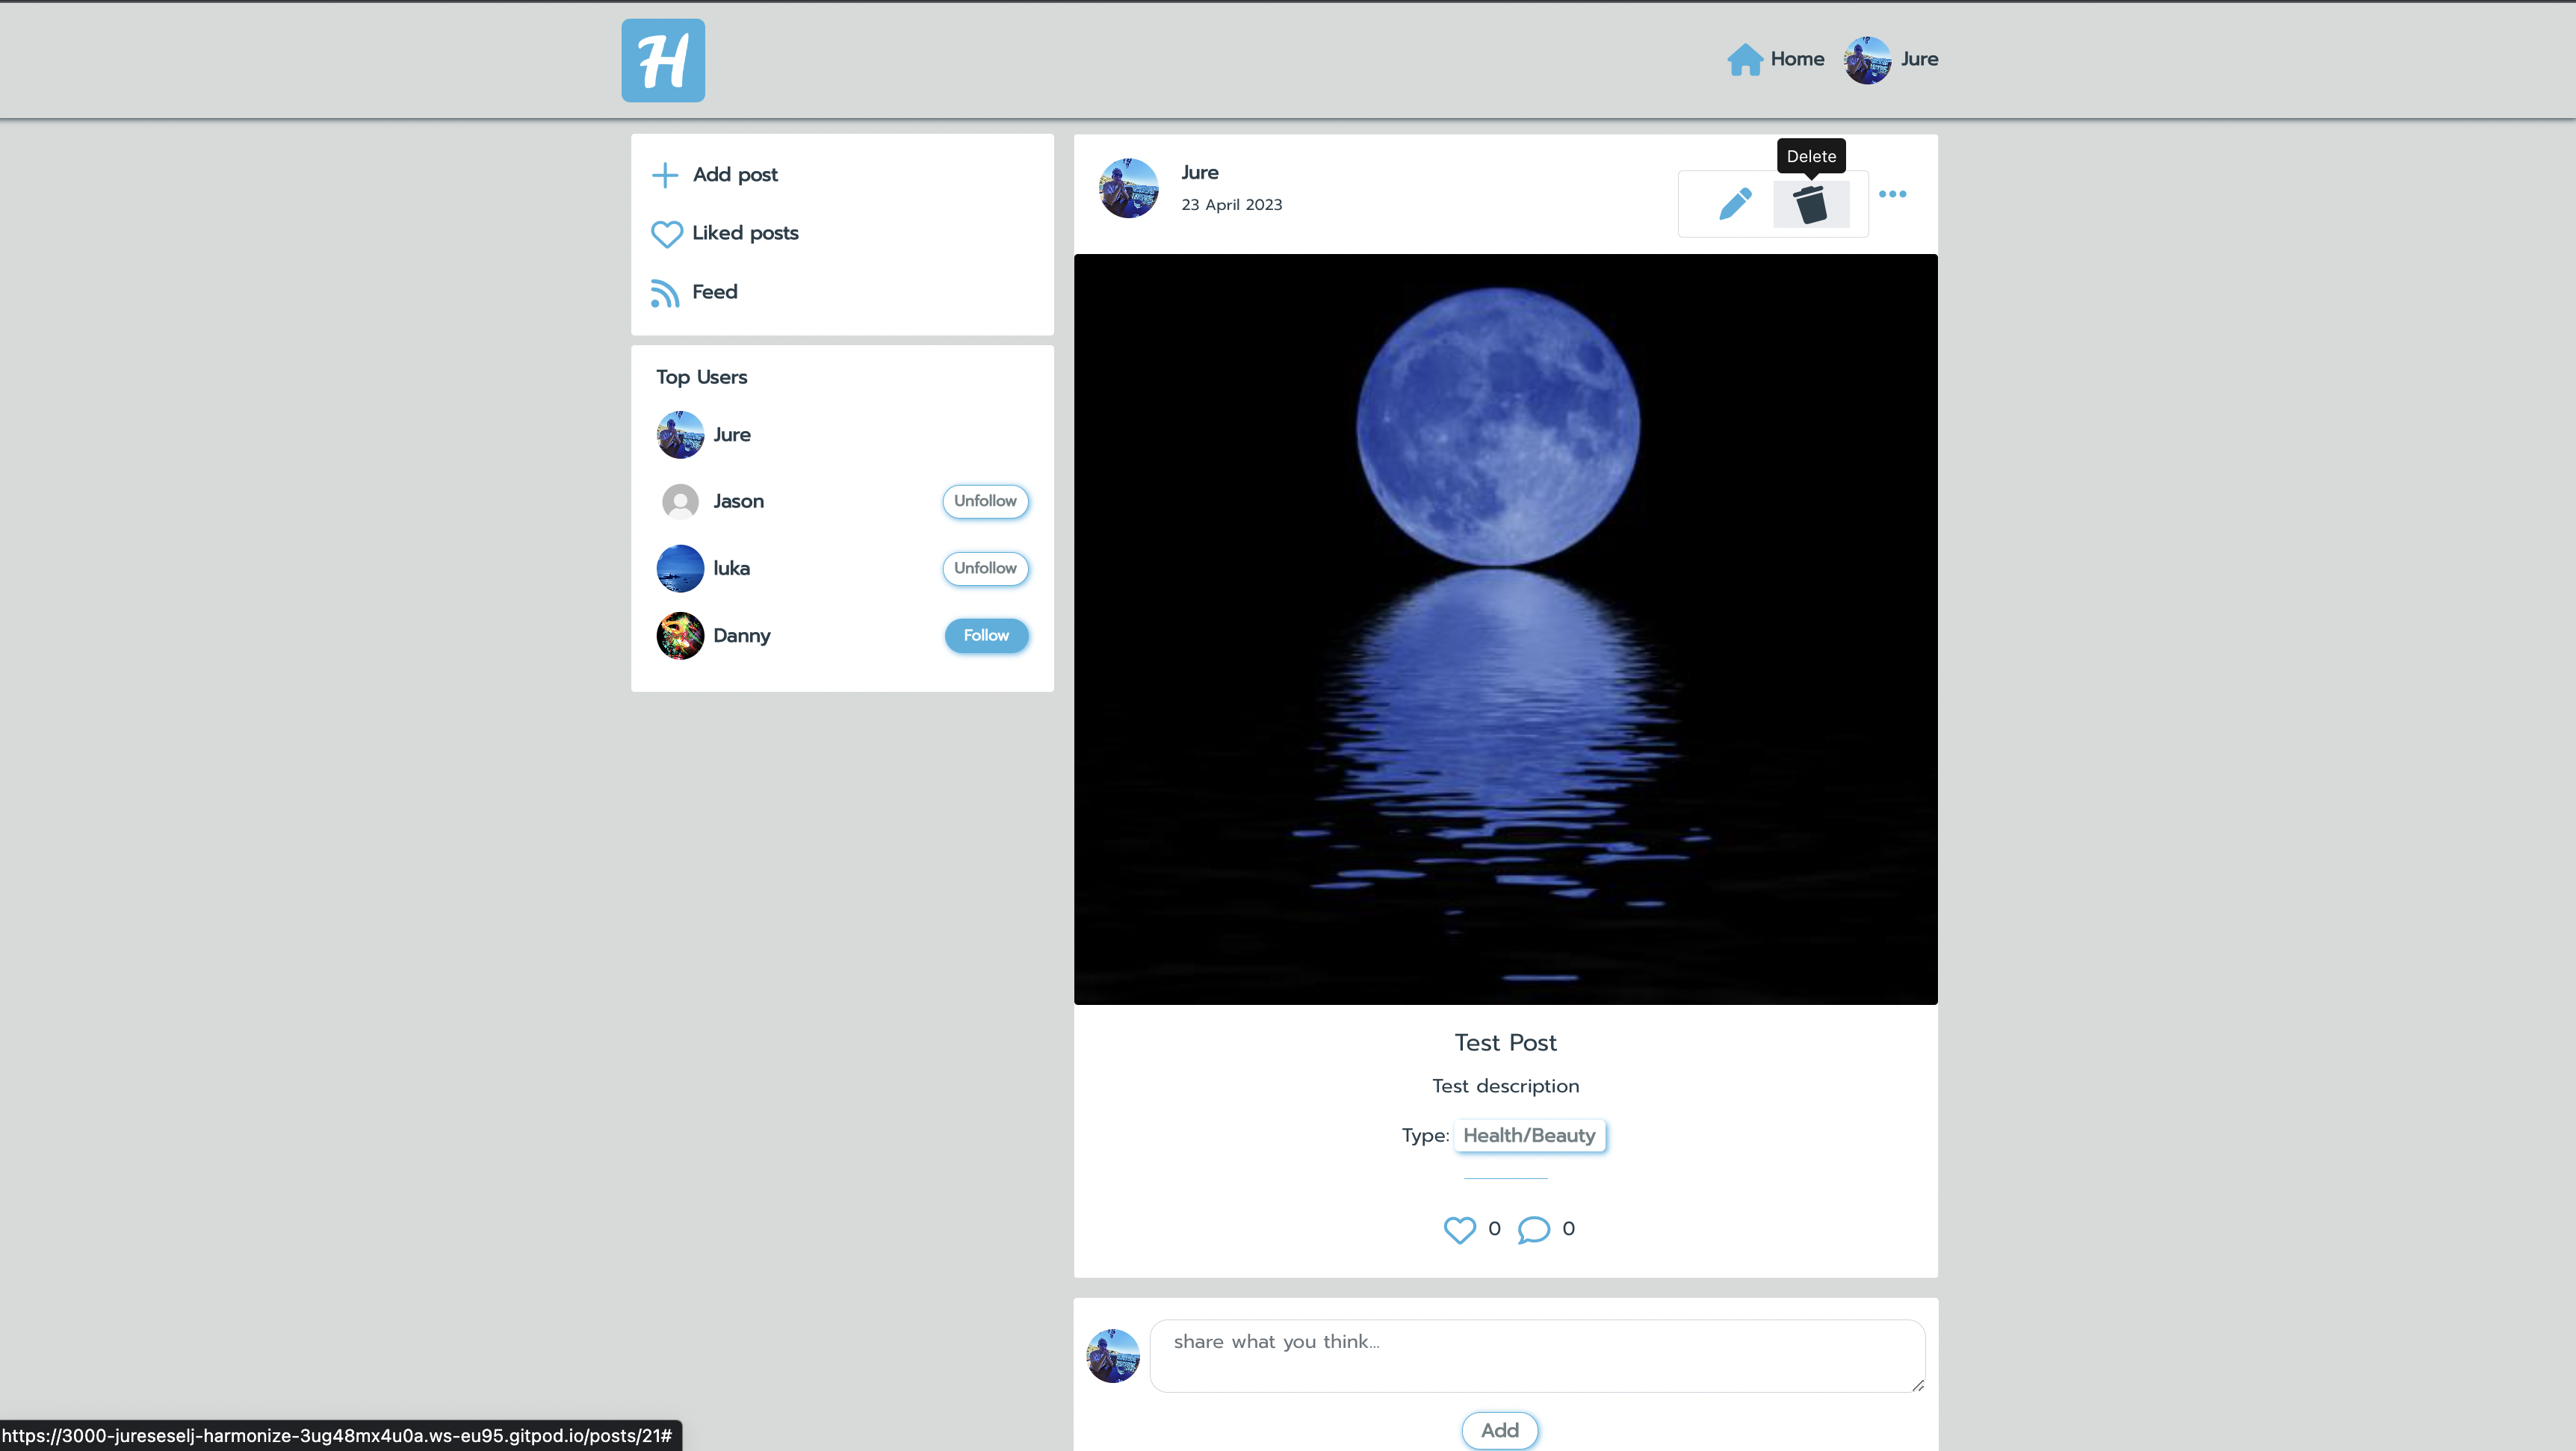 H
Home
Jure
Add post
Liked posts
Feed
Top Users
Jure
Jason
Unfollow
luka
Unfollow
Danny
Follow
Jure
23 April 2023
Delete
Test Post
Test description
Type: Health/Beauty
0
0
share what you think...
Add
https://3000-jureseselj-harmonize-3ug48mx4u0a.ws-eu95.gitpod.io/posts/21#